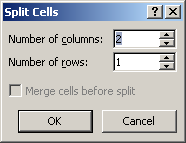 Split Cells
Number of columns: 2
Number of rows: 1
Merge cells before split
OK Cancel